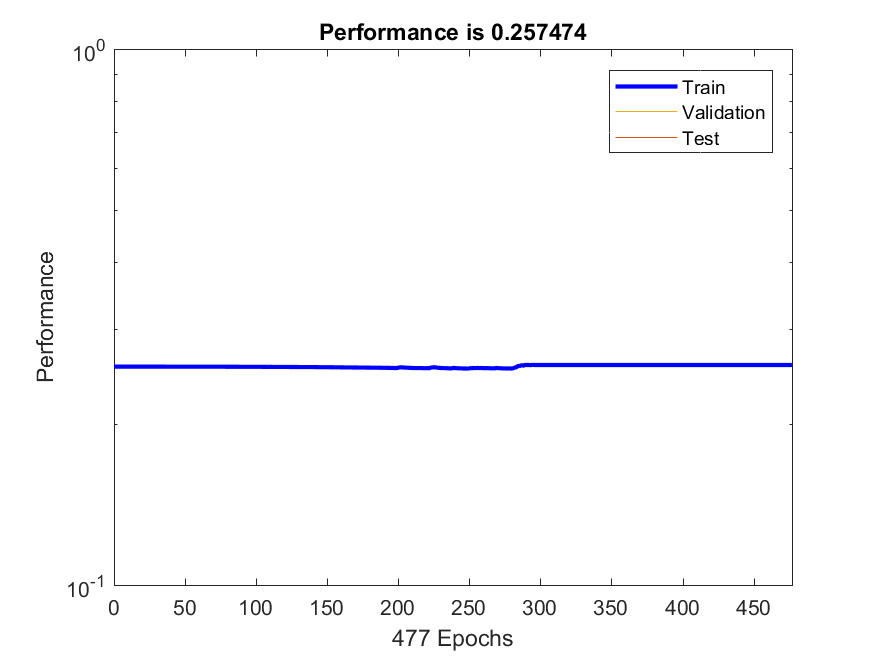 Performance is 0.257474
10^0
Train
Validation
Test
Performance
10^-1
0 50 100 150 200 250 300 350 400 450
477 Epochs